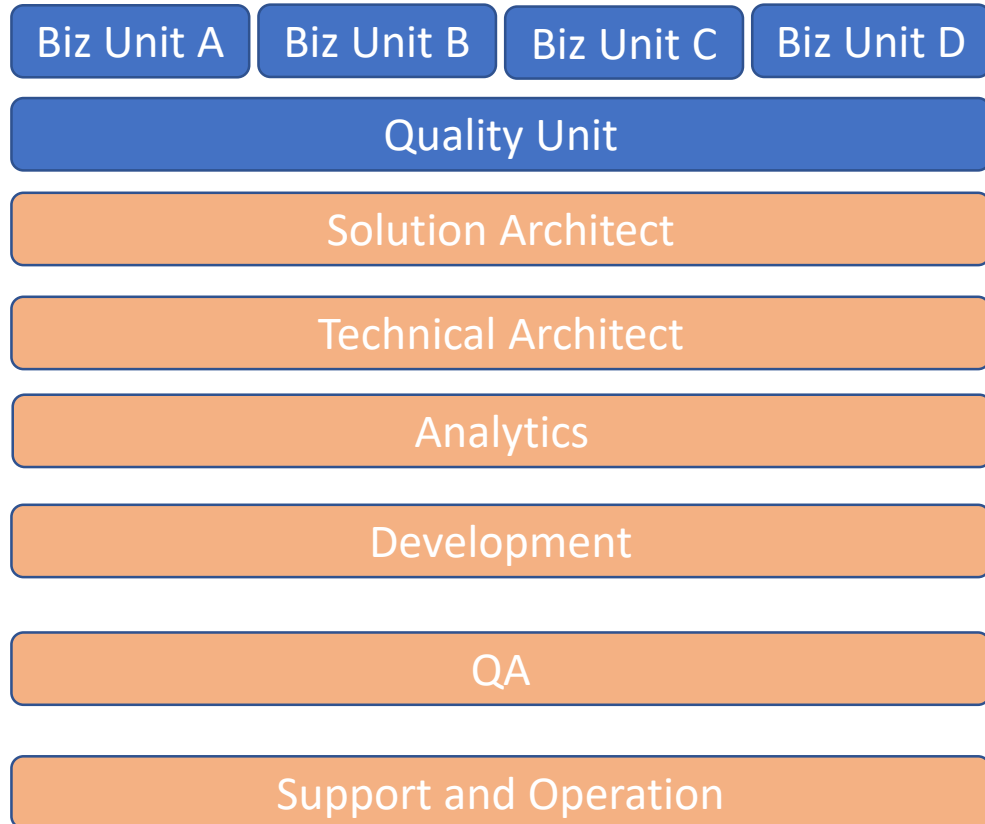 Biz Unit A
Biz Unit B
Biz Unit C
Biz Unit D
Quality Unit
Solution Architect
Technical Architect
Analytics
Development
QA
Support and Operation